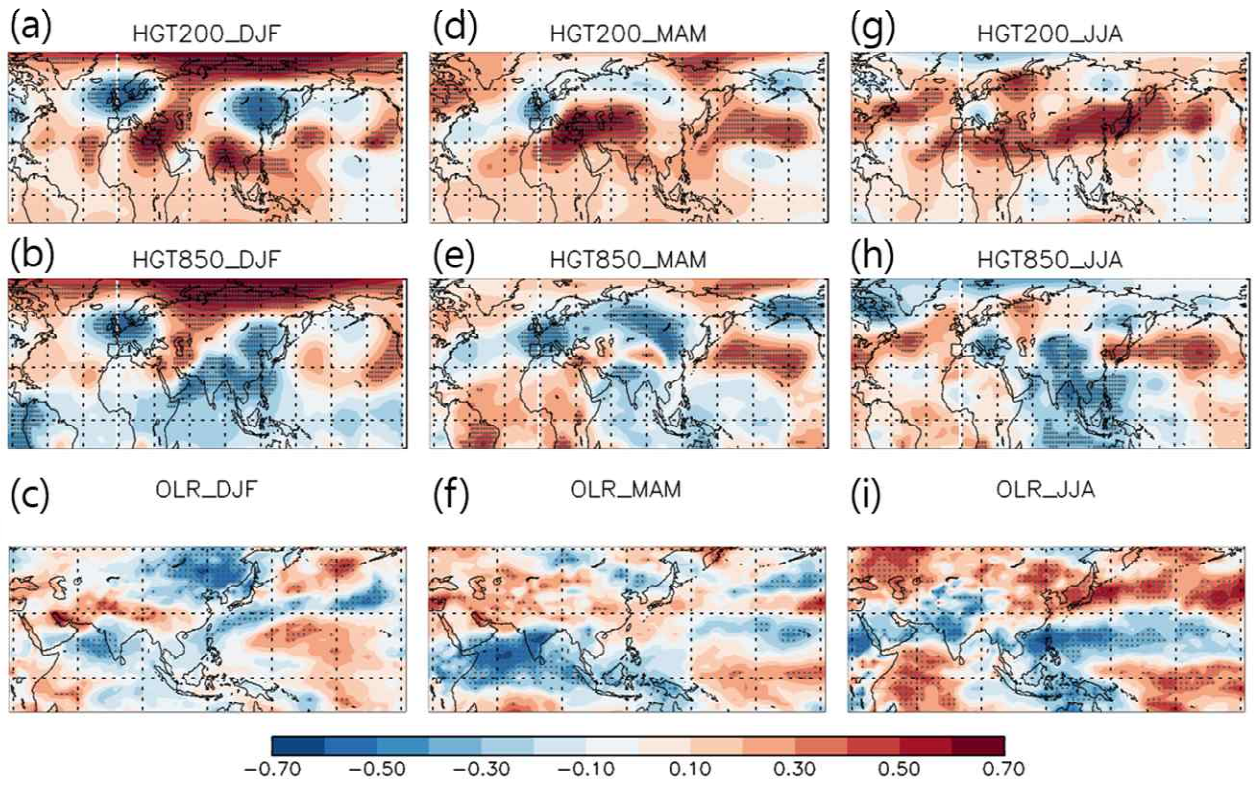 (a) (d) (g)
HGT200_DJF HGT200_MAM HGT200_JJA
(b) (e) (h)
HGT850_DJF HGT850_MAM HGT850_JJA
(c) (f) (i)
OLR_DJF OLR_MAM OLR_JJA
−0.70 −0.50 −0.30 −0.10 0.10 0.30 0.50 0.70